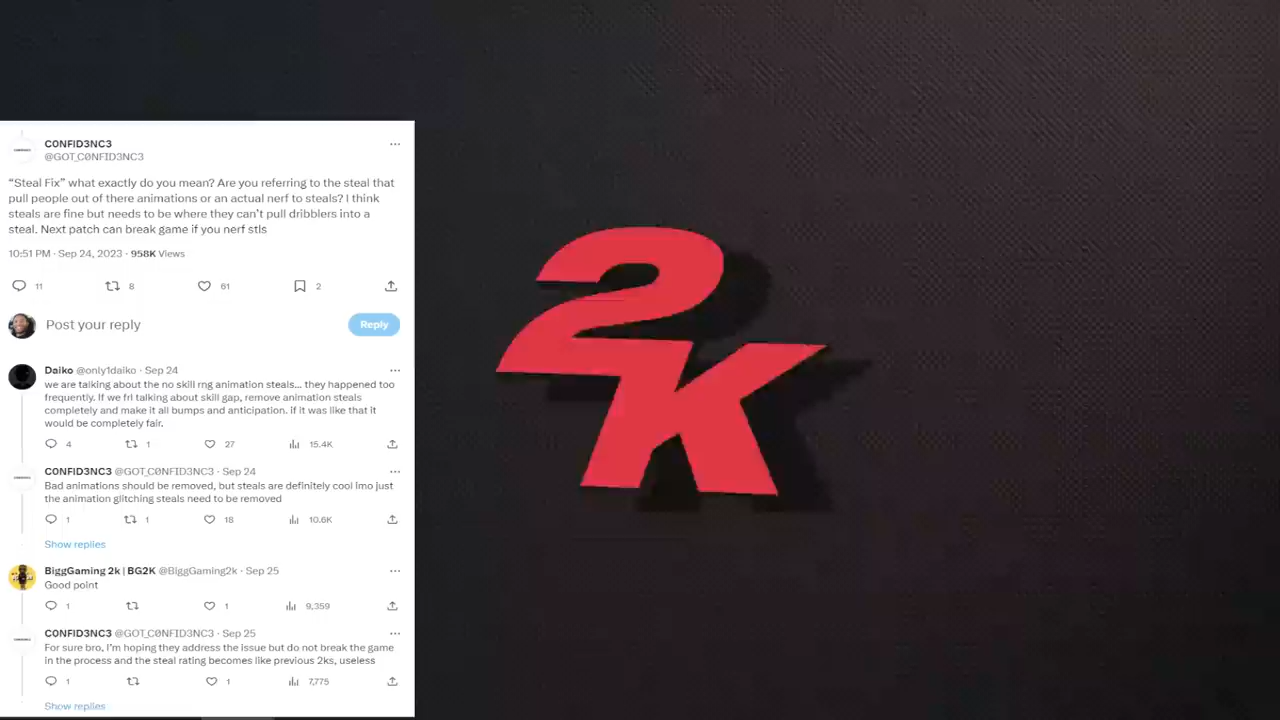 C0NFID3NC3
@GOT_C0NFID3NC3
“Steal Fix” what exactly do you mean? Are you referring to the steal that
pull people out of there animations or an actual nerf to steals? I think
steals are fine but needs to be where they can’t pull dribblers into a
steal. Next patch can break game if you nerf stls
10:51 PM · Sep 24, 2023 · 958K Views
11 8 61 2
Post your reply Reply
Daiko @only1daiko · Sep 24
we are talking about the no skill rng animation steals... they happened too
frequently. If we frl talking about skill gap, remove animation steals
completely and make it all bumps and anticipation. if it was like that it
would be completely fair.
4 1 27 15.4K
C0NFID3NC3 @GOT_C0NFID3NC3 · Sep 24
Bad animations should be removed, but steals are definitely cool imo just
the animation glitching steals need to be removed
1 1 18 10.6K
Show replies
BiggGaming 2k | BG2K @BiggGaming2k · Sep 25
Good point
1 1 9,359
C0NFID3NC3 @GOT_C0NFID3NC3 · Sep 25
For sure bro, I’m hoping they address the issue but do not break the game
in the process and the steal rating becomes like previous 2ks, useless
1 1 7,775
Show replies
2K